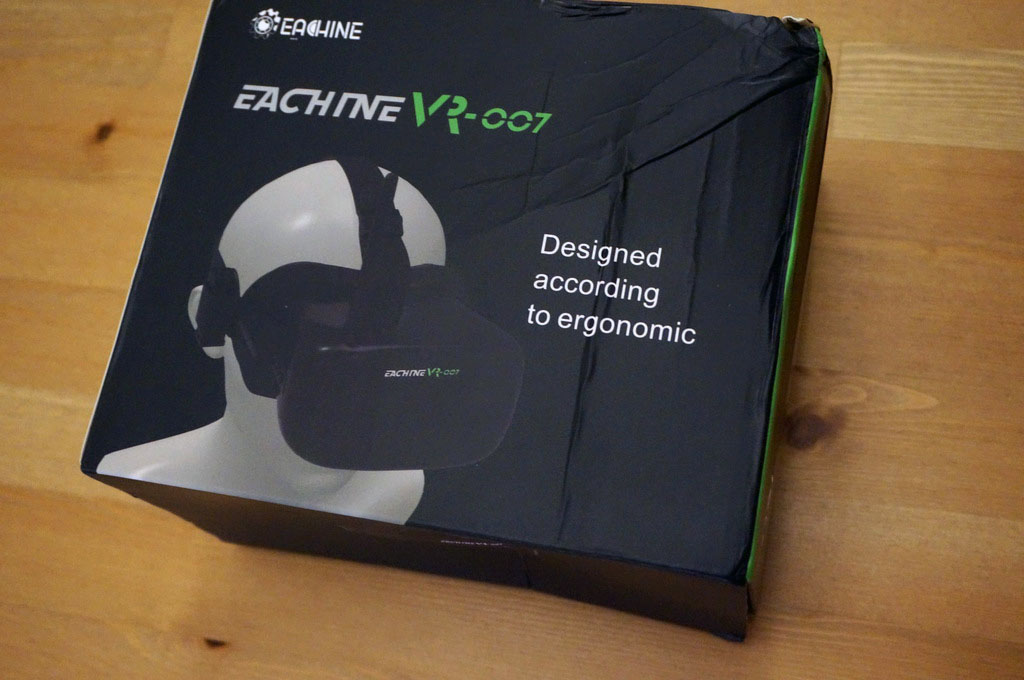 EACHINE
EACHINE VR-007
Designed
according
to ergonomic
EACHINE VR-007